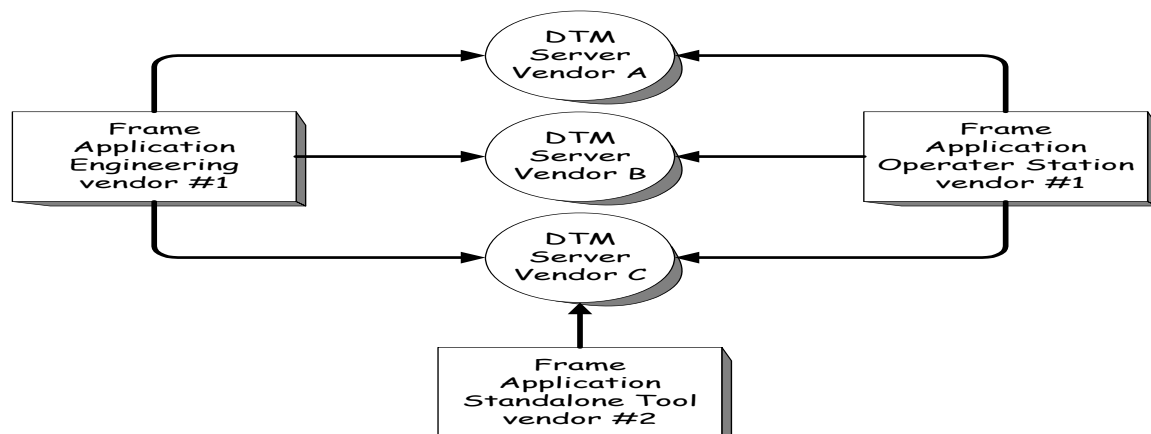 DTM
Server
Vendor A
Frame
Application
Engineering
vendor #1
DTM
Server
Vendor B
Frame
Application
Operater Station
vendor #1
DTM
Server
Vendor C
Frame
Application
Standalone Tool
vendor #2